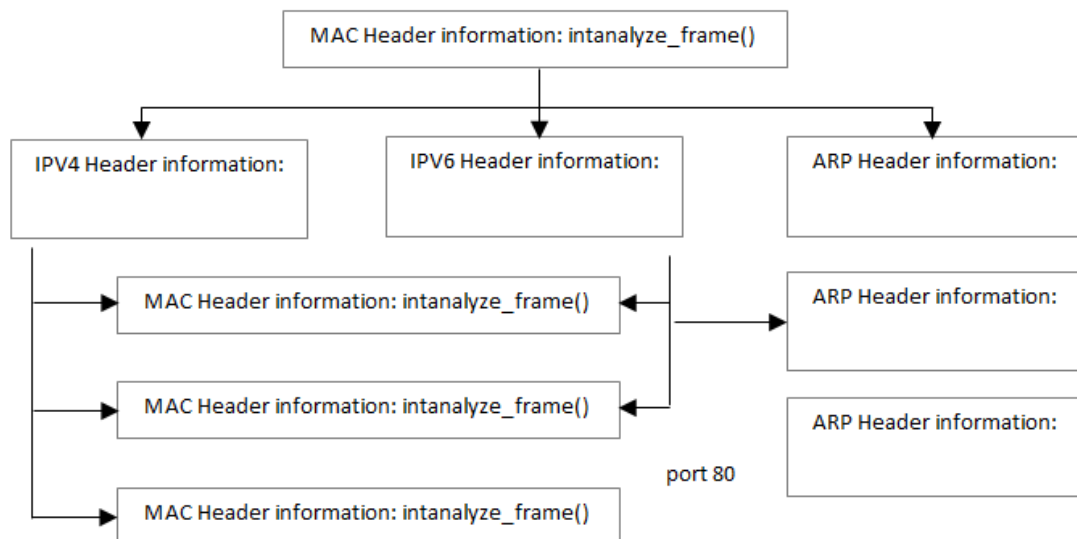 MAC Header information: intanalyze_frame()
IPV4 Header information:
IPV6 Header information:
ARP Header information:
MAC Header information: intanalyze_frame()
ARP Header information:
MAC Header information: intanalyze_frame()
ARP Header information:
port 80
MAC Header information: intanalyze_frame()